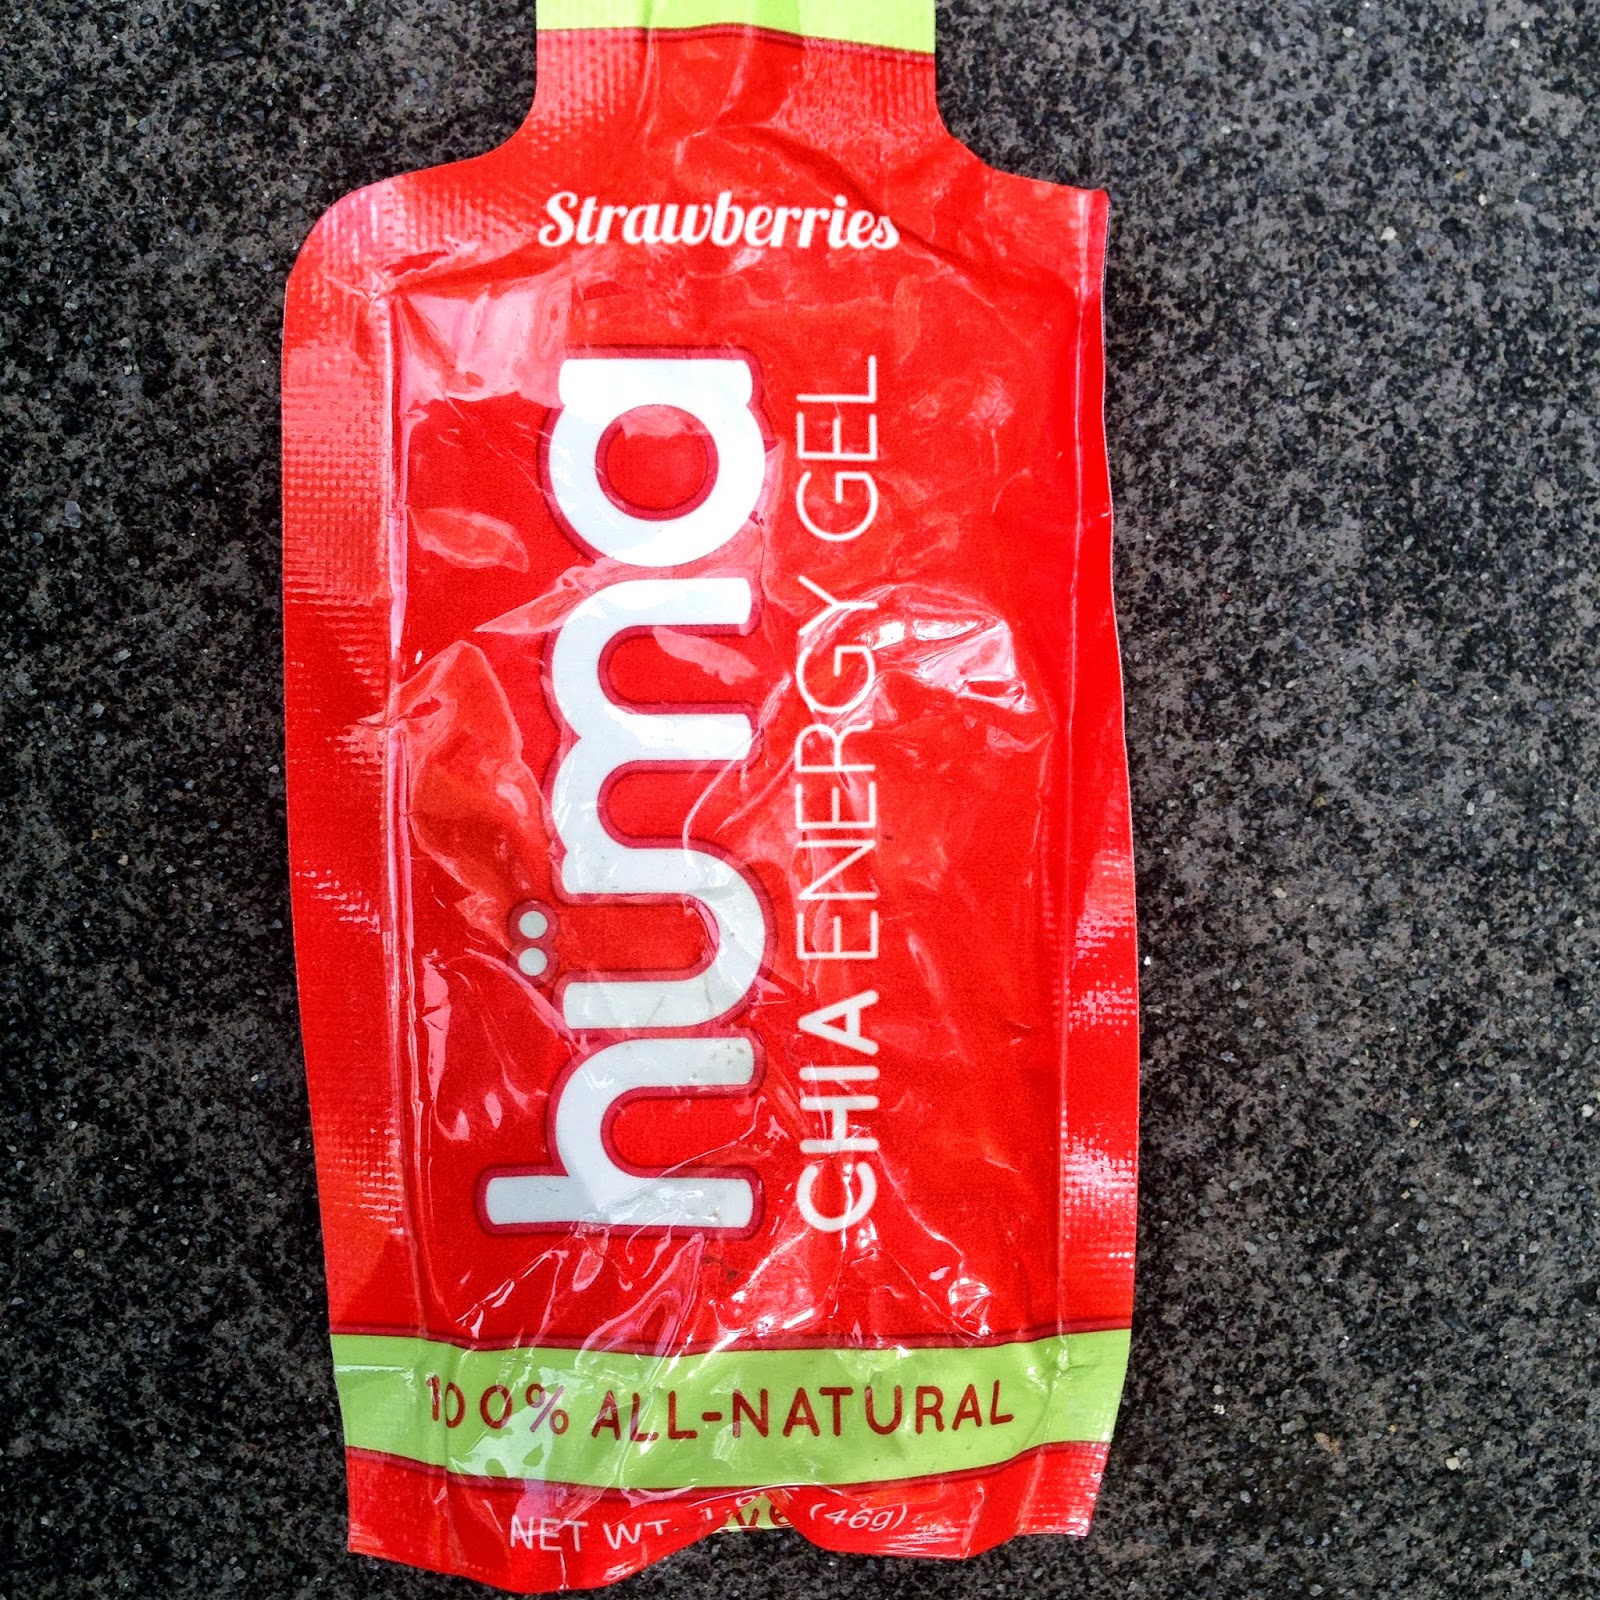 Strawberries
hüma
CHIA ENERGY GEL
100% ALL-NATURAL
NET WT. (46g)